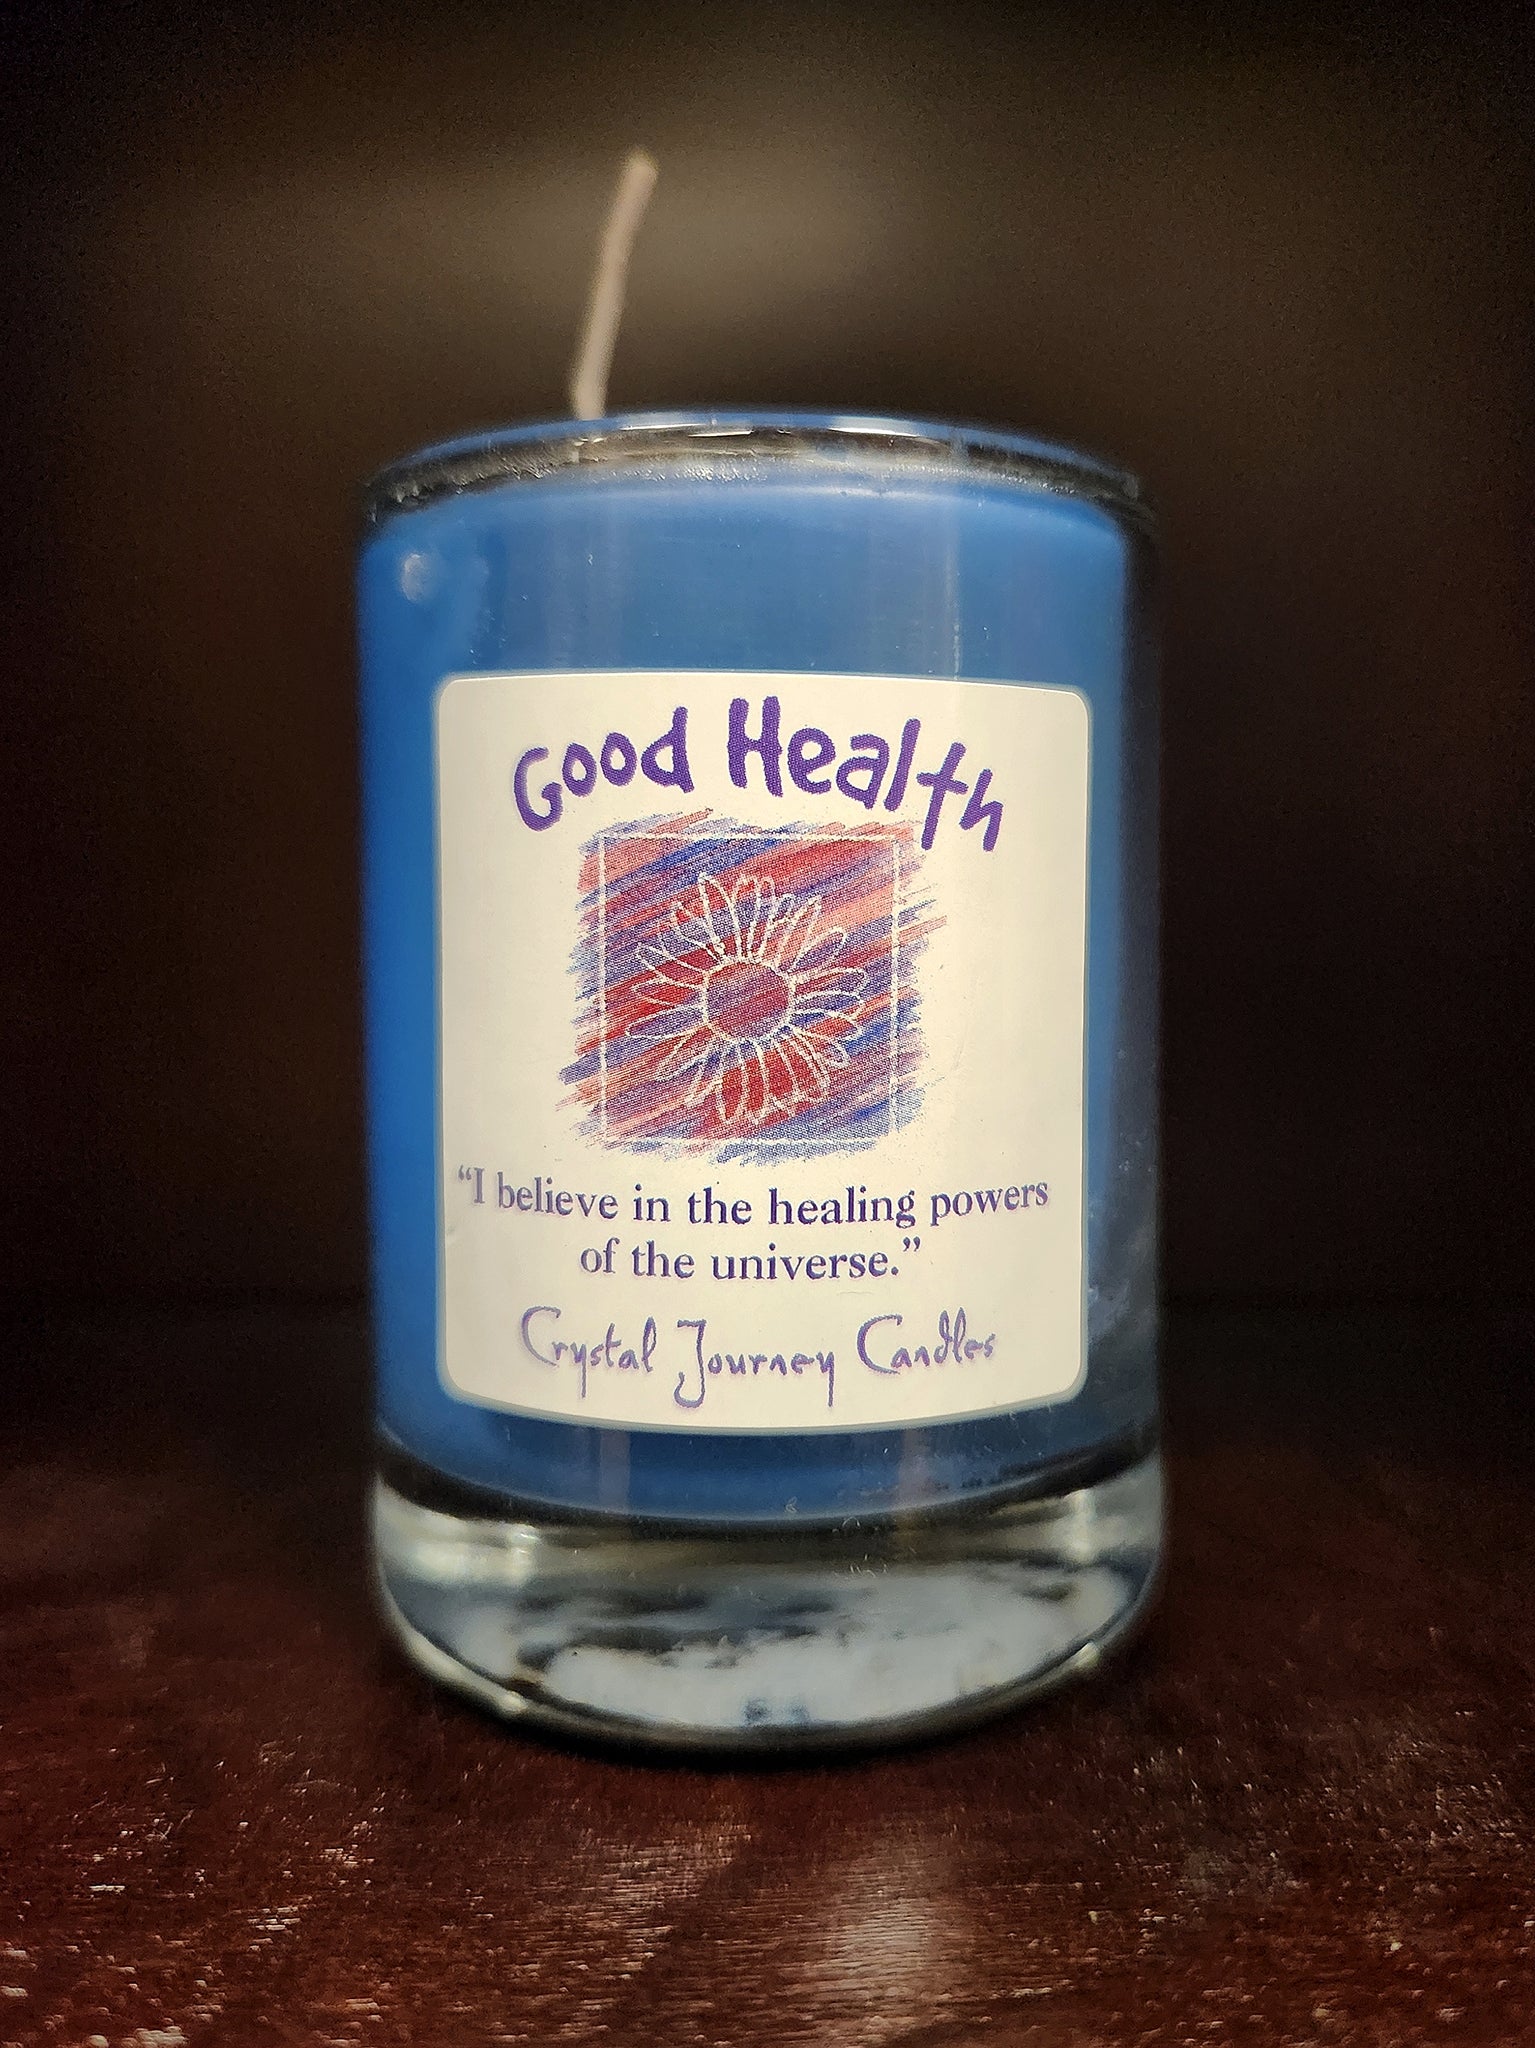 Good Health
“I believe in the healing powers
of the universe.”
Crystal Journey Candles